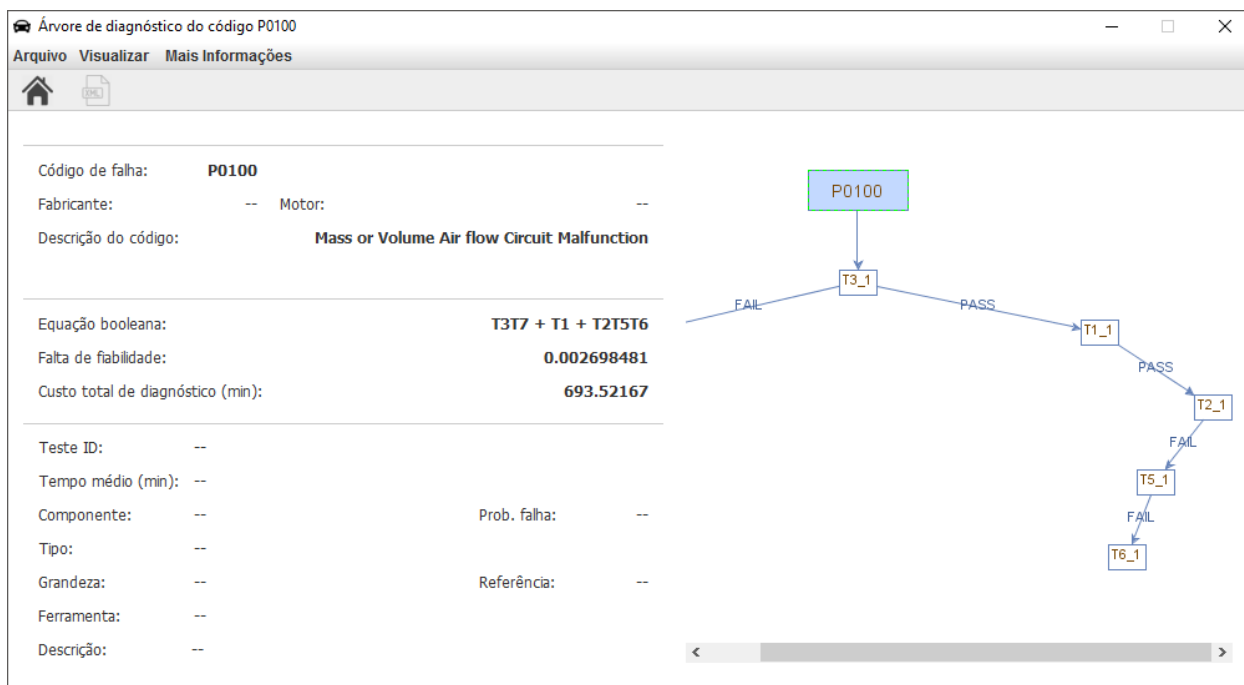 Árvore de diagnóstico do código P0100
Arquivo Visualizar Mais Informações
XML
Código de falha: P0100
Fabricante: -- Motor: --
Descrição do código: Mass or Volume Air flow Circuit Malfunction
Equação booleana: T3T7 + T1 + T2T5T6
Falta de fiabilidade: 0.002698481
Custo total de diagnóstico (min): 693.52167
Teste ID: --
Tempo médio (min): --
Componente: -- Prob. falha: --
Tipo: --
Grandeza: -- Referência: --
Ferramenta: --
Descrição: --
P0100
T3_1
FAIL PASS
T1_1
PASS
T2_1
FAIL
T5_1
FAIL
T6_1